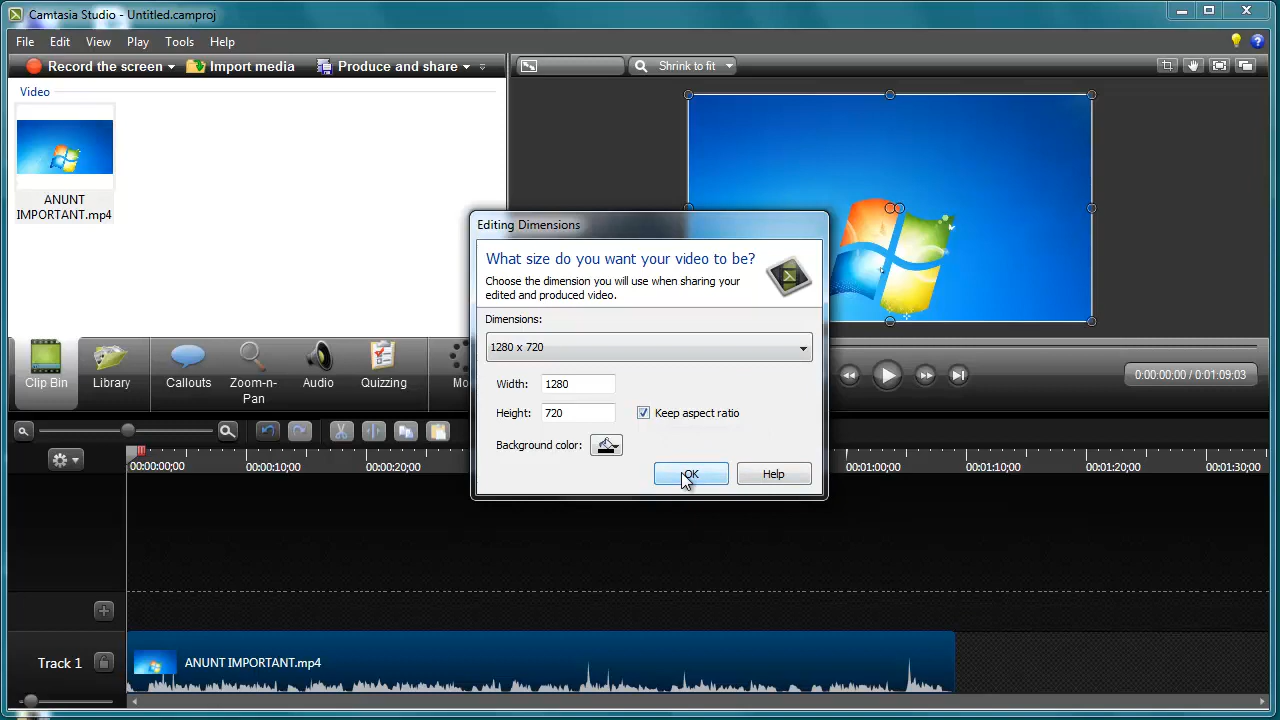 Camtasia Studio - Untitled.camproj
File Edit View Play Tools Help
Record the screen Import media Produce and share Shrink to fit
Video
ANUNT
IMPORTANT.mp4
Editing Dimensions
What size do you want your video to be?
Choose the dimension you will use when sharing your
edited and produced video.
Dimensions:
1280 x 720
Width: 1280
Height: 720 Keep aspect ratio
Background color:
OK Help
Clip Bin Library Callouts Zoom-n-
Pan Audio Quizzing Mo
0:00:00;00 / 0:01:09;03
00:00:00;00 00:00:10;00 00:00:20;00 00:01:00;00 00:01:10;00 00:01:20;00 00:01:30;00
Track 1 ANUNT IMPORTANT.mp4